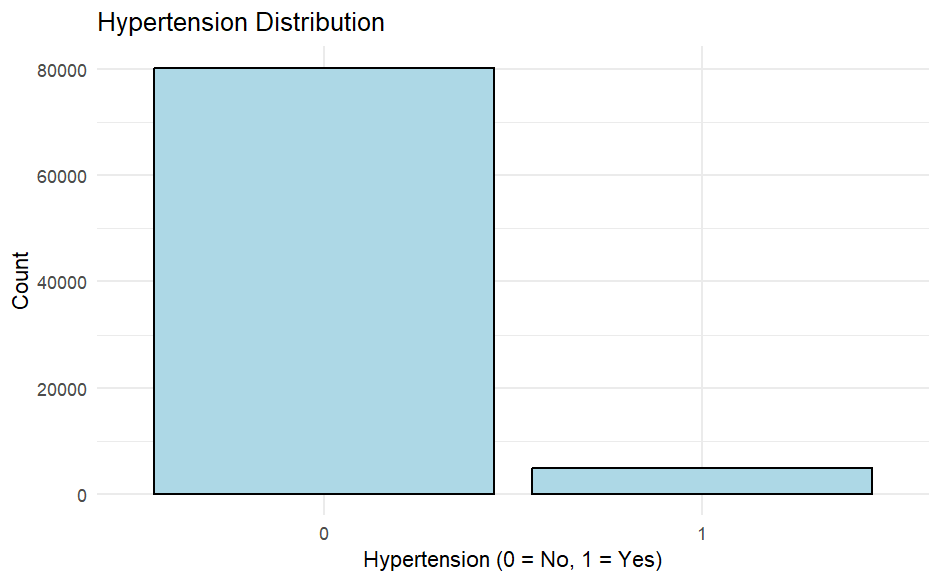 Hypertension Distribution
80000
60000
40000
20000
0
Count
0 1
Hypertension (0 = No, 1 = Yes)